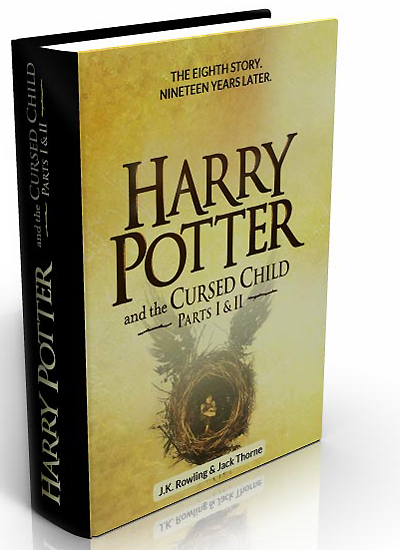 THE EIGHTH STORY.
NINETEEN YEARS LATER.
HARRY
POTTER
and the CURSED CHILD
PARTS I & II
J.K. Rowling & Jack Thorne
HARRY POTTER
and the CURSED CHILD
PARTS I & II